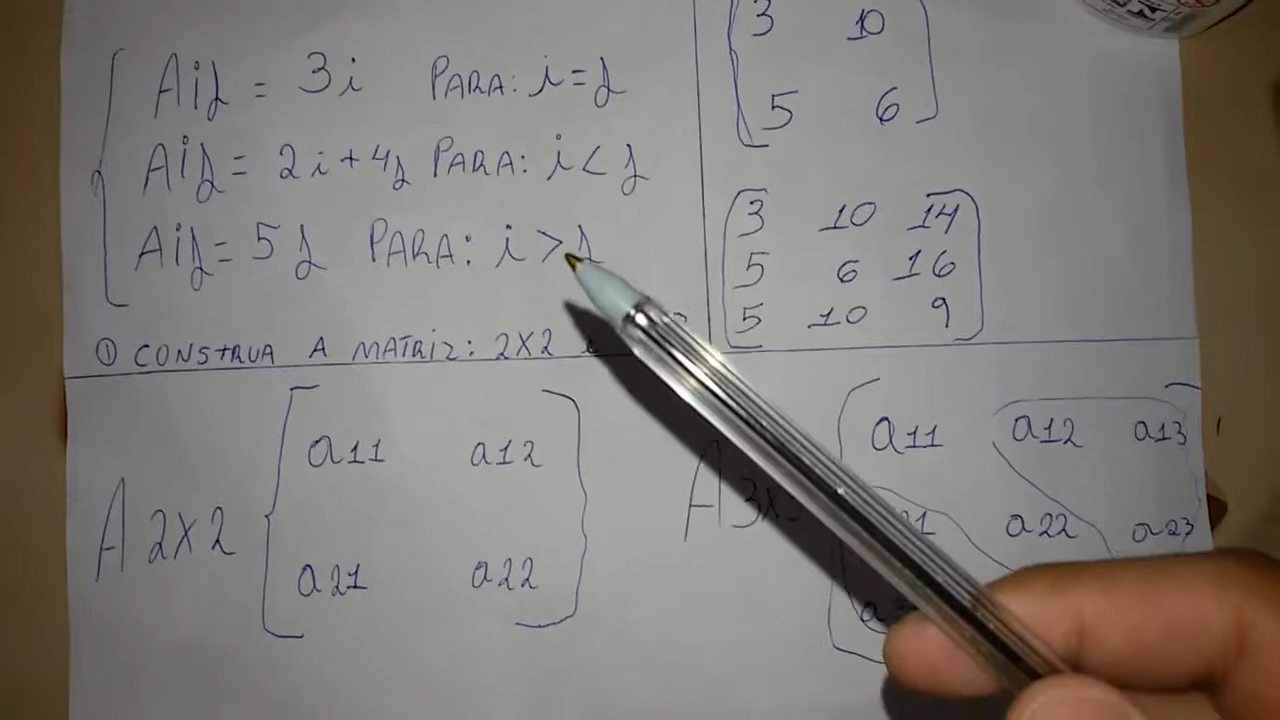 Aij = 3i PARA: i=j
Aij= 2i+4j PARA: i<j
Aij= 5j PARA: i>j
① CONSTRUA A MATRIZ: 2X2
3 10
5 6
3 10 14
5 6 16
5 10 9
A 2X2
a11 a12
a21 a22
A 3X
a11 a12 a13
a22 a23